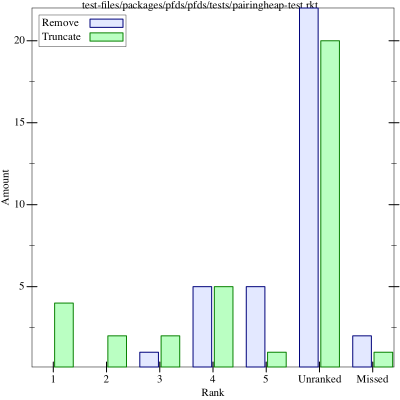 test-files/packages/pfds/pfds/tests/pairingheap-test.rkt
Remove
Truncate
20
15
10
5
Amount
1 2 3 4 5 Unranked Missed
Rank